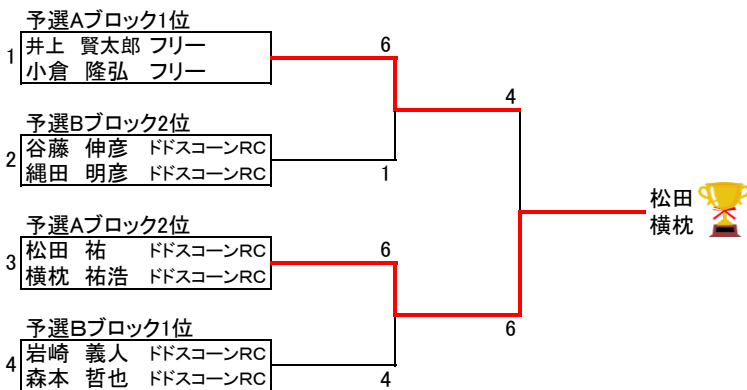 予選Aブロック1位
1 井上 賢太郎 フリー
小倉 隆弘 フリー
6
4
予選Bブロック2位
2 谷藤 伸彦 ドドスコーンRC
縄田 明彦 ドドスコーンRC
1
松田
横枕
予選Aブロック2位
3 松田 祐 ドドスコーンRC
横枕 祐浩 ドドスコーンRC
6
6
予選Bブロック1位
4 岩崎 義人 ドドスコーンRC
森本 哲也 ドドスコーンRC
4